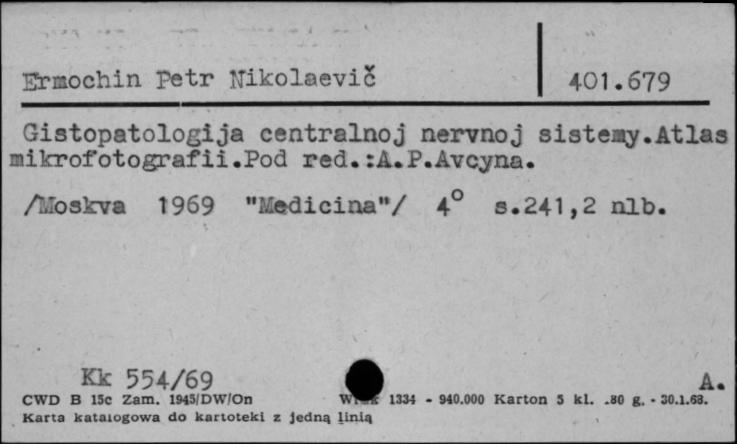 Ermochin Petr Nikolaevič 401.679
Gistopatologija centralnoj nervnoj sistemy.Atlas
mikrofotografii.Pod red.:A.P.Avcyna.
/Moskva 1969 "Medicina"/ 4° s.241,2 nlb.
Kk 554/69 A.
CWD B 15c Zam. 1945/DW/On 1334 - 940.000 Karton 5 kl. .80 g. - 30.1.68.
Karta katalogowa do kartoteki z jedną linią